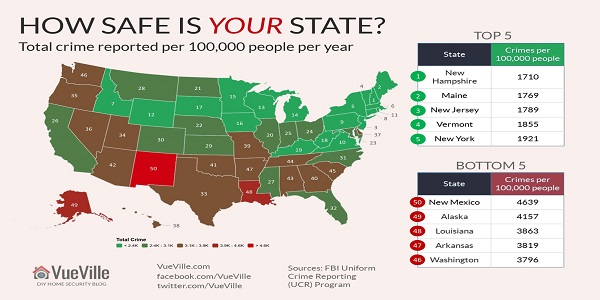 HOW SAFE IS YOUR STATE?
Total crime reported per 100,000 people per year
TOP 5
State Crimes per 100,000 people
1 New Hampshire 1710
2 Maine 1769
3 New Jersey 1789
4 Vermont 1855
5 New York 1921
BOTTOM 5
State Crimes per 100,000 people
50 New Mexico 4639
49 Alaska 4157
48 Louisiana 3863
47 Arkansas 3819
46 Washington 3796
46
35
26
36
7
28
12
34
30
42
50
21
17
22
29
41
33
15
16
39
47
48
13
20
25
24
19
44
27
43
40
45
32
31
18
10
9
5
4
1
2
6
8
11
3
23
37
49
38
Total Crime
< 2.4K 2.4K - 3.1K 3.1K - 3.9K 3.9K - 4.6K > 4.6K
VueVille
DIY HOME SECURITY BLOG
VueVille.com
facebook.com/VueVille
twitter.com/VueVille
Sources: FBI Uniform
Crime Reporting
(UCR) Program